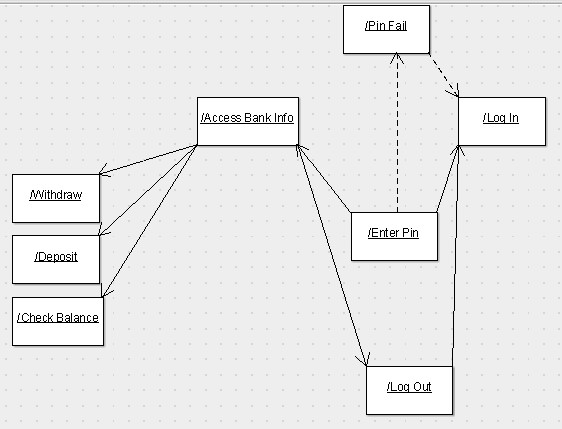 /Pin Fail
/Access Bank Info
/Log In
/Withdraw
/Enter Pin
/Deposit
/Check Balance
/Log Out